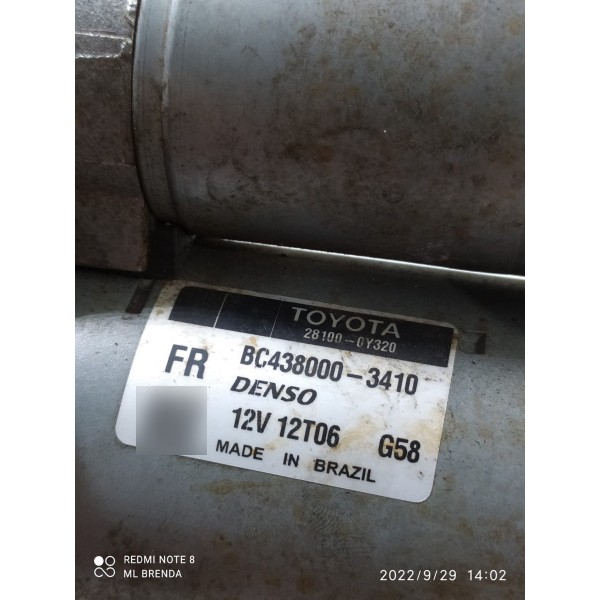 TOYOTA
28100-0Y320
FR BC438000-3410
DENSO
12V 12T06 G58
MADE IN BRAZIL
REDMI NOTE 8
ML BRENDA
2022/9/29 14:02